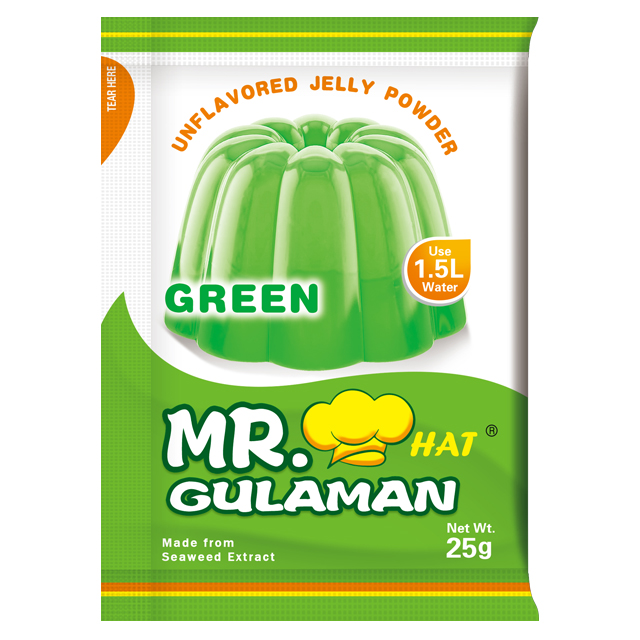 TEAR HERE
UNFLAVORED JELLY POWDER
Use
1.5L
Water
GREEN
MR. HAT ®
GULAMAN
Made from
Seaweed Extract
Net Wt.
25g